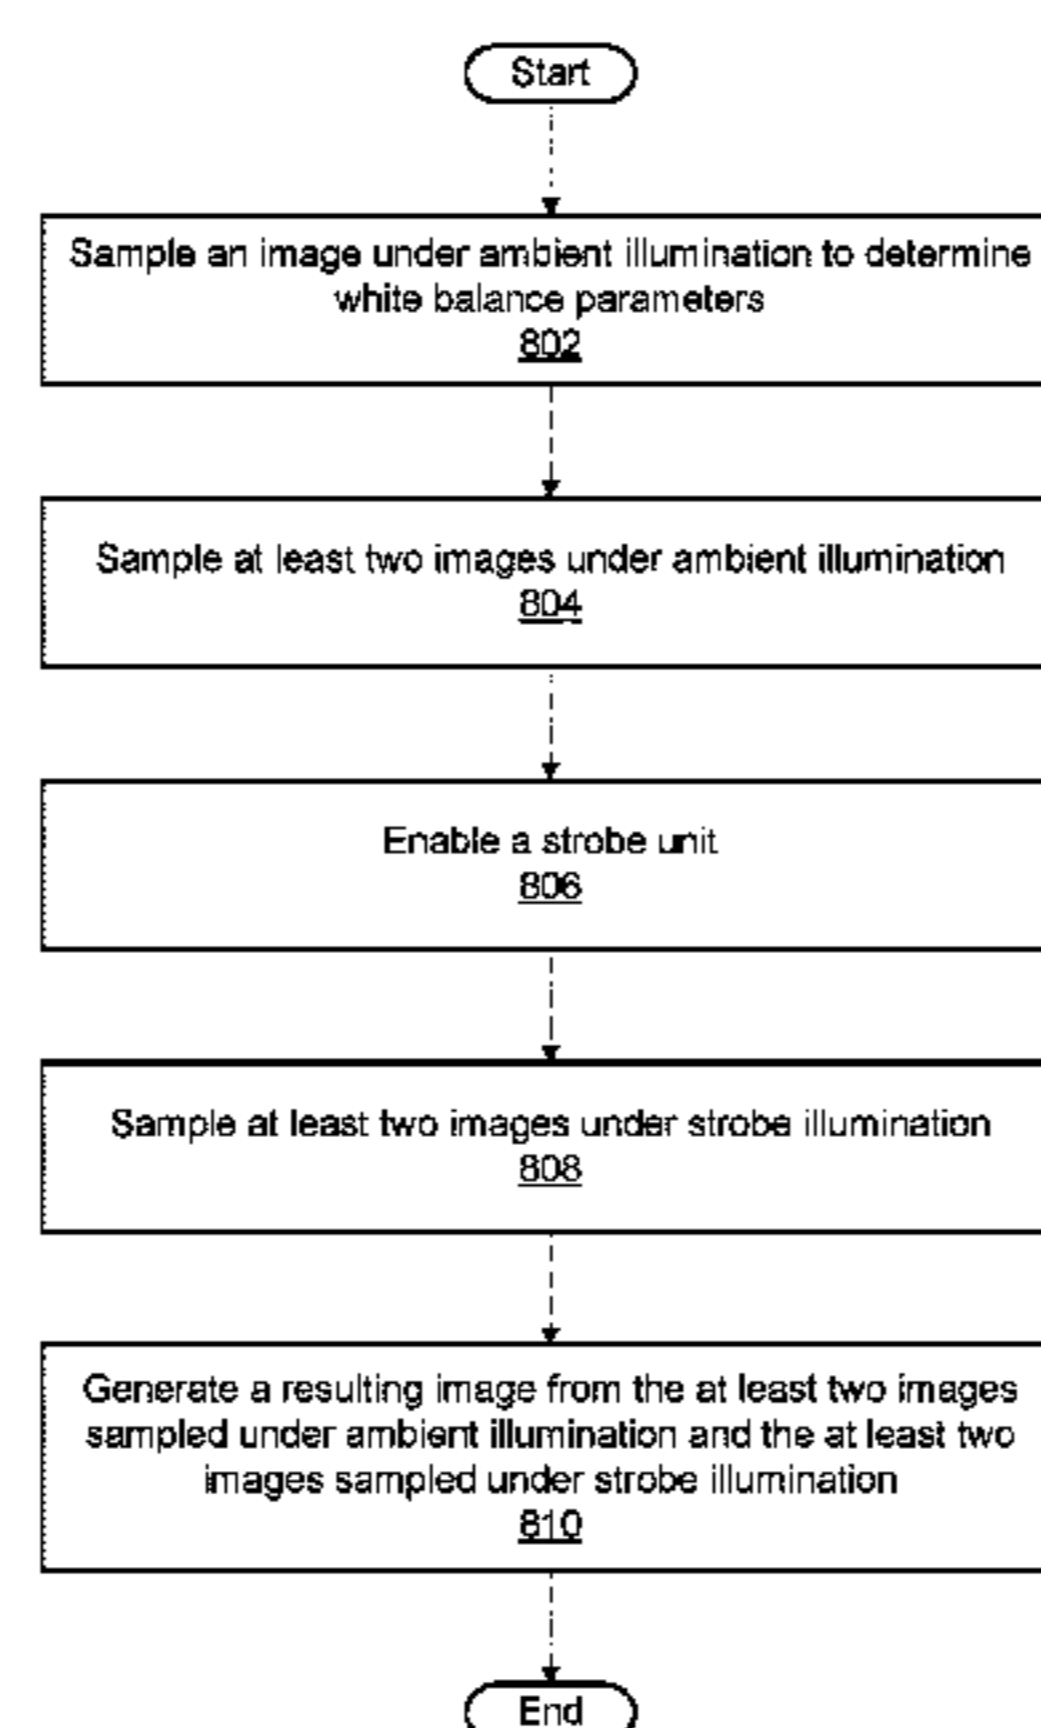 Start
Sample an image under ambient illumination to determine
white balance parameters
802
Sample at least two images under ambient illumination
804
Enable a strobe unit
806
Sample at least two images under strobe illumination
808
Generate a resulting image from the at least two images
sampled under ambient illumination and the at least two
images sampled under strobe illumination
810
End